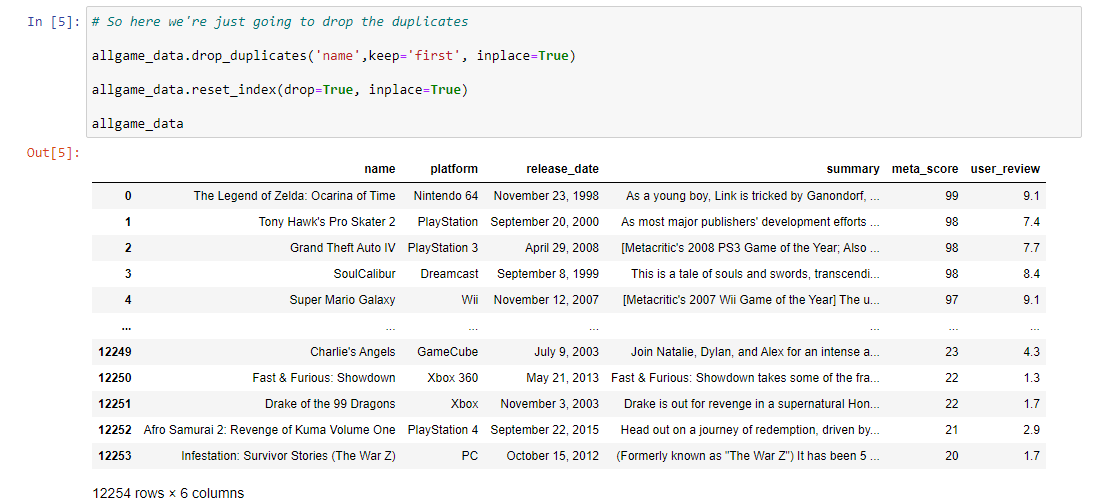 In [5]: # So here we're just going to drop the duplicates
allgame_data.drop_duplicates('name',keep='first', inplace=True)
allgame_data.reset_index(drop=True, inplace=True)
allgame_data
Out[5]:
name platform release_date summary meta_score user_review
0 The Legend of Zelda: Ocarina of Time Nintendo 64 November 23, 1998 As a young boy, Link is tricked by Ganondorf, ... 99 9.1
1 Tony Hawk's Pro Skater 2 PlayStation September 20, 2000 As most major publishers' development efforts ... 98 7.4
2 Grand Theft Auto IV PlayStation 3 April 29, 2008 [Metacritic's 2008 PS3 Game of the Year; Also ... 98 7.7
3 SoulCalibur Dreamcast September 8, 1999 This is a tale of souls and swords, transcendi... 98 8.4
4 Super Mario Galaxy Wii November 12, 2007 [Metacritic's 2007 Wii Game of the Year] The u... 97 9.1
... ... ... ... ... ... ...
12249 Charlie's Angels GameCube July 9, 2003 Join Natalie, Dylan, and Alex for an intense a... 23 4.3
12250 Fast & Furious: Showdown Xbox 360 May 21, 2013 Fast & Furious: Showdown takes some of the fra... 22 1.3
12251 Drake of the 99 Dragons Xbox November 3, 2003 Drake is out for revenge in a supernatural Hon... 22 1.7
12252 Afro Samurai 2: Revenge of Kuma Volume One PlayStation 4 September 22, 2015 Head out on a journey of redemption, driven by... 21 2.9
12253 Infestation: Survivor Stories (The War Z) PC October 15, 2012 (Formerly known as "The War Z") It has been 5 ... 20 1.7
12254 rows × 6 columns